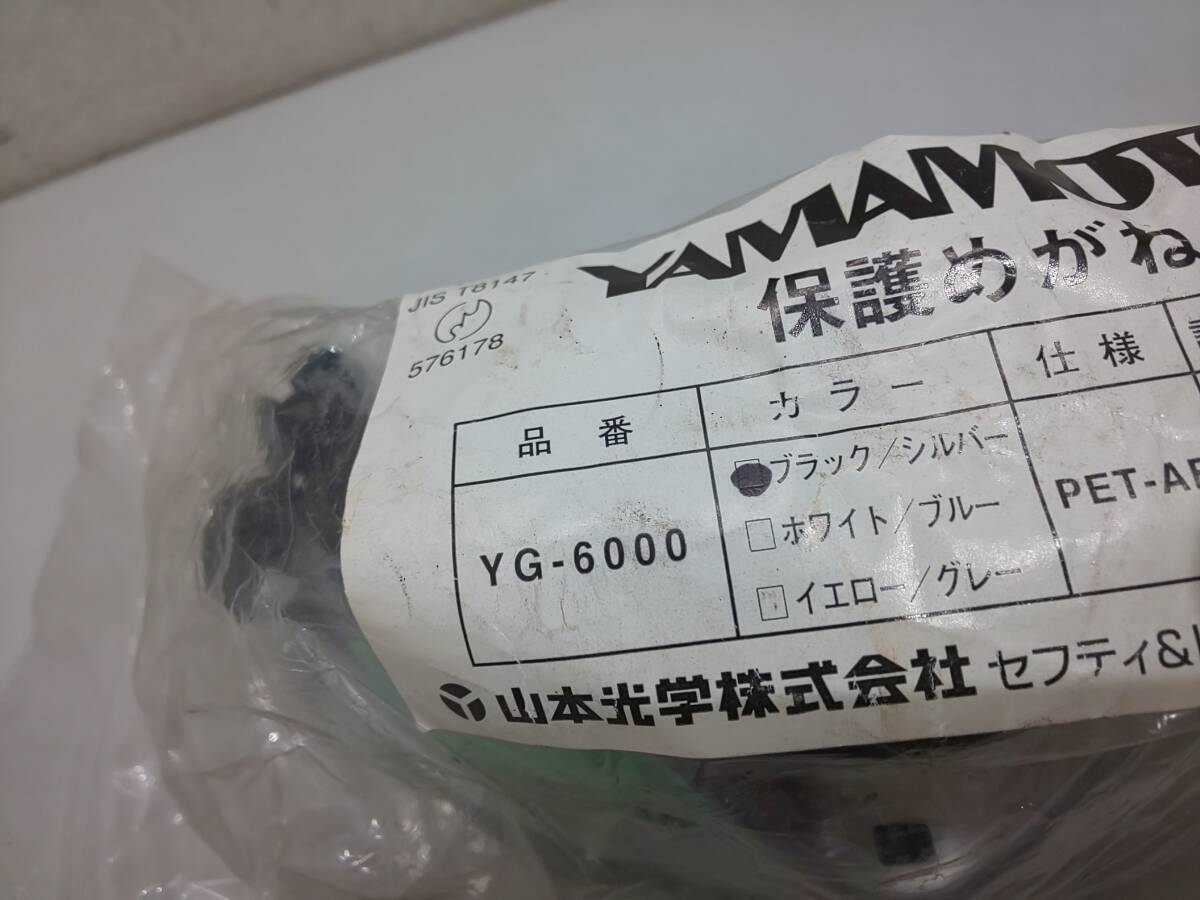 YAMAMOT
JIS T8147
576178
保護めがね
品番 カラー 仕様
YG-6000
ブラック/シルバー
ホワイト/ブルー
イエロー/グレー
PET-AF
山本光学株式会社 セフティ&